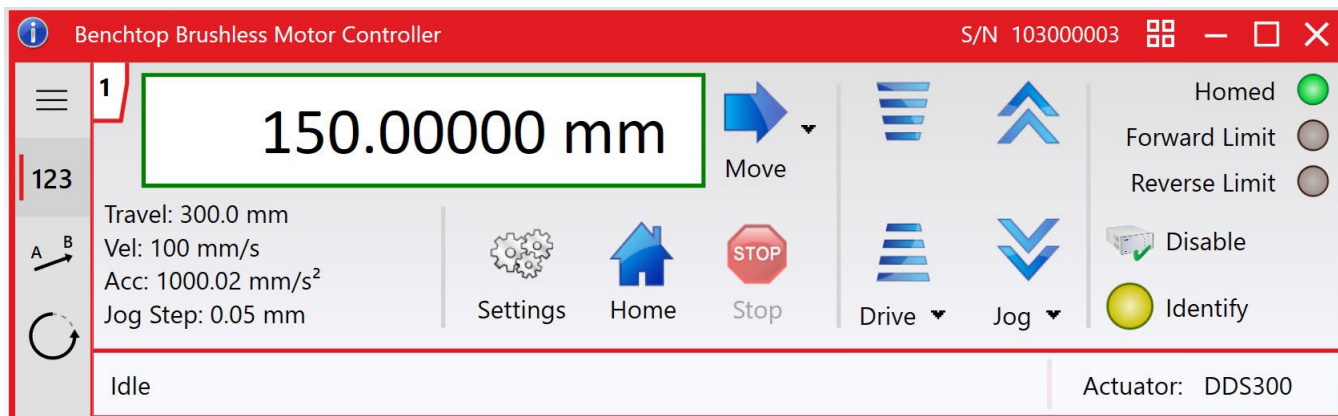 Benchtop Brushless Motor Controller
S/N 103000003
1
150.00000 mm
Move
Homed
Forward Limit
Reverse Limit
123
A B
Travel: 300.0 mm
Vel: 100 mm/s
Acc: 1000.02 mm/s²
Jog Step: 0.05 mm
Settings
Home
STOP
Stop
Drive
Jog
Disable
Identify
Idle
Actuator: DDS300